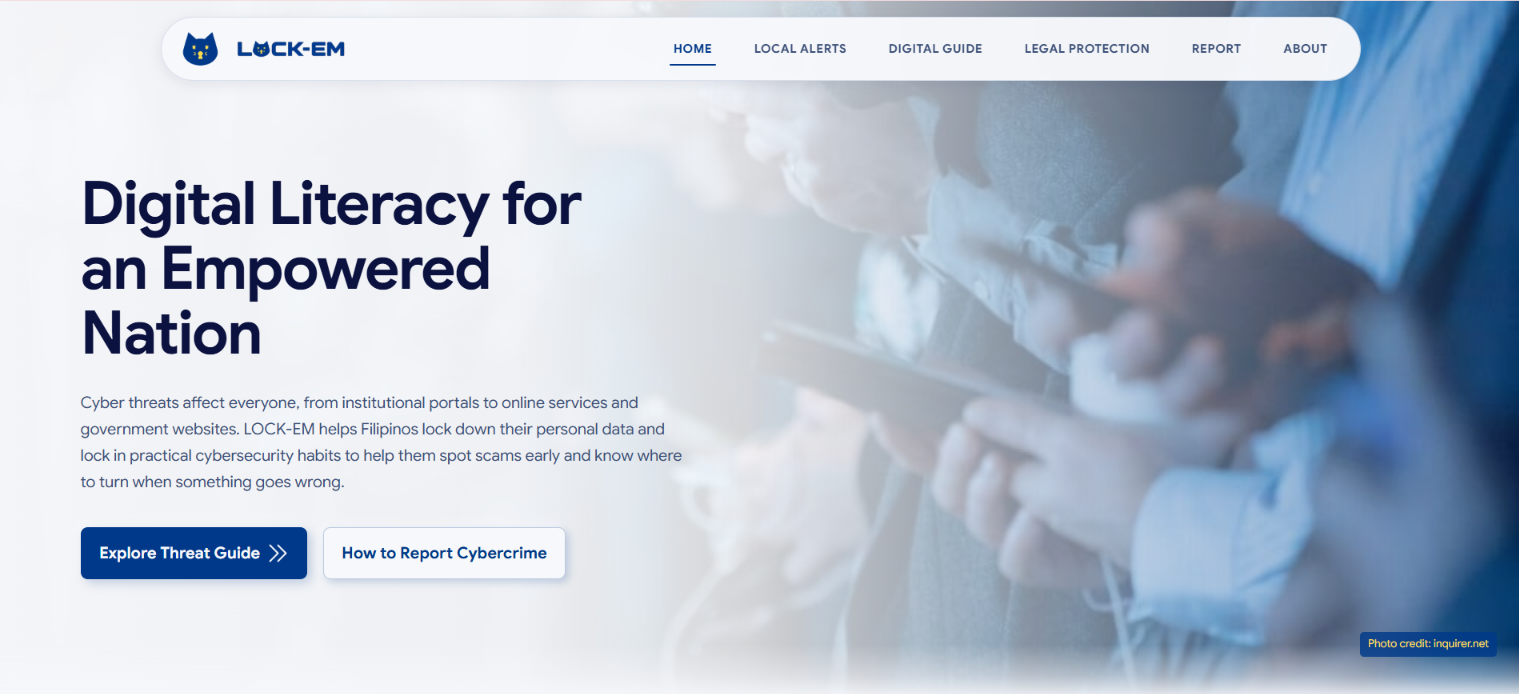 LOCK-EM
HOME
LOCAL ALERTS
DIGITAL GUIDE
LEGAL PROTECTION
REPORT
ABOUT
Digital Literacy for
an Empowered
Nation
Cyber threats affect everyone, from institutional portals to online services and
government websites. LOCK-EM helps Filipinos lock down their personal data and
lock in practical cybersecurity habits to help them spot scams early and know where
to turn when something goes wrong.
Explore Threat Guide
How to Report Cybercrime
Photo credit: inquirer.net